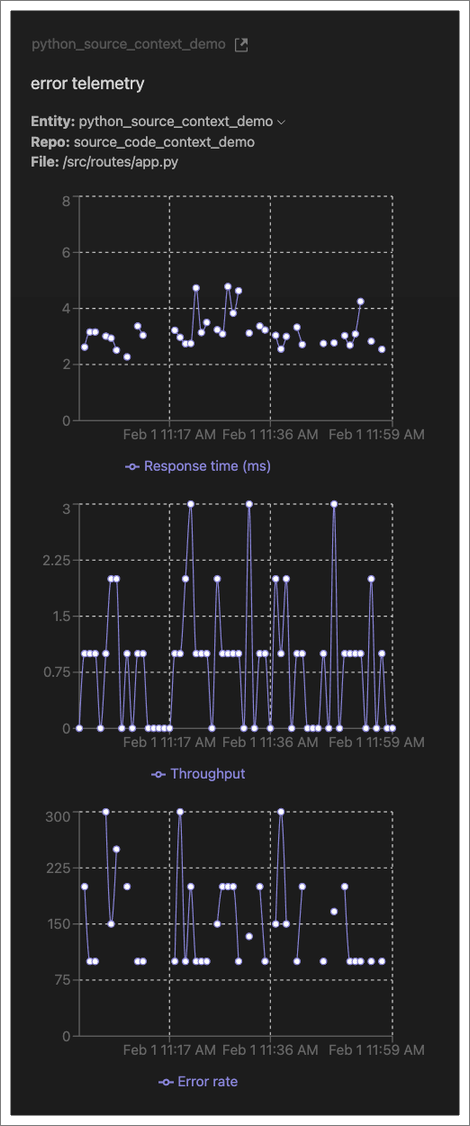 python_source_context_demo
error telemetry
Entity: python_source_context_demo
Repo: source_code_context_demo
File: /src/routes/app.py
8
6
4
2
0
Feb 1 11:17 AM Feb 1 11:36 AM Feb 1 11:59 AM
Response time (ms)
3
2.25
1.5
0.75
0
Feb 1 11:17 AM Feb 1 11:36 AM Feb 1 11:59 AM
Throughput
300
225
150
75
0
Feb 1 11:17 AM Feb 1 11:36 AM Feb 1 11:59 AM
Error rate